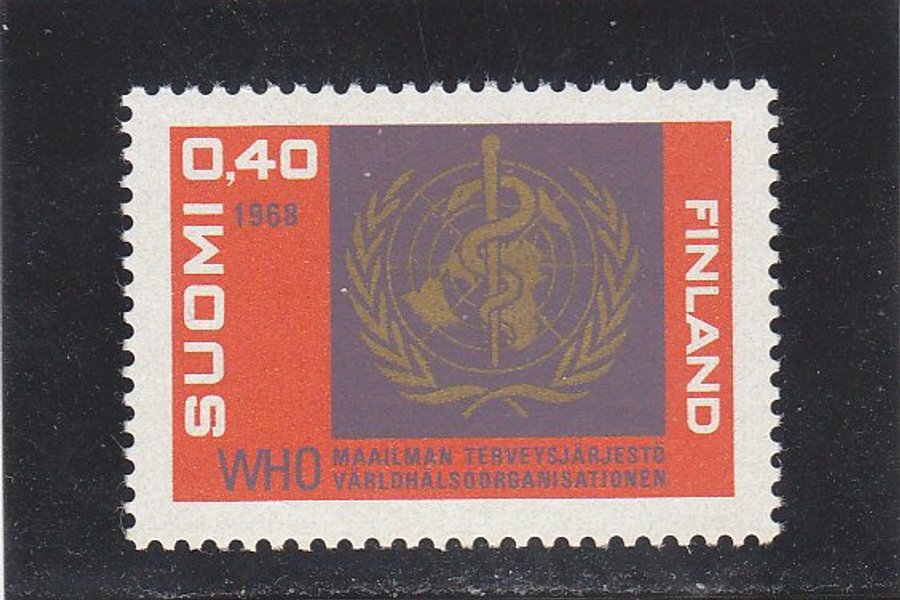 SUOMI 0,40
1968
FINLAND
WHO
MAAILMAN TERVEYSJÄRJESTÖ
VÄRLDHÄLSOORGANISATIONEN